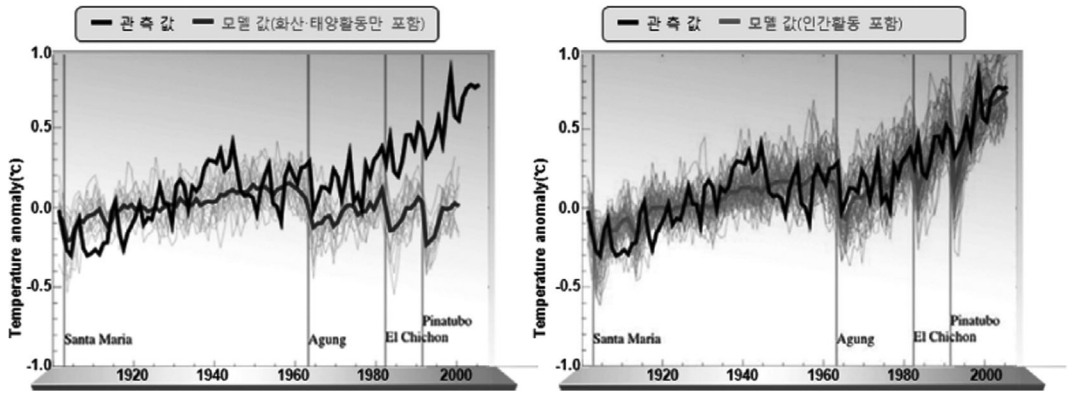 관 측 값 모델 값(화산·태양활동만 포함)
1.0
0.5
0.0
-0.5
-1.0
Temperature anomaly(℃)
Santa Maria
Agung
El Chichon
Pinatubo
1920 1940 1960 1980 2000
관 측 값 모델 값(인간활동 포함)
1.0
0.5
0.0
-0.5
-1.0
Temperature anomaly(℃)
Santa Maria
Agung
El Chichon
Pinatubo
1920 1940 1960 1980 2000